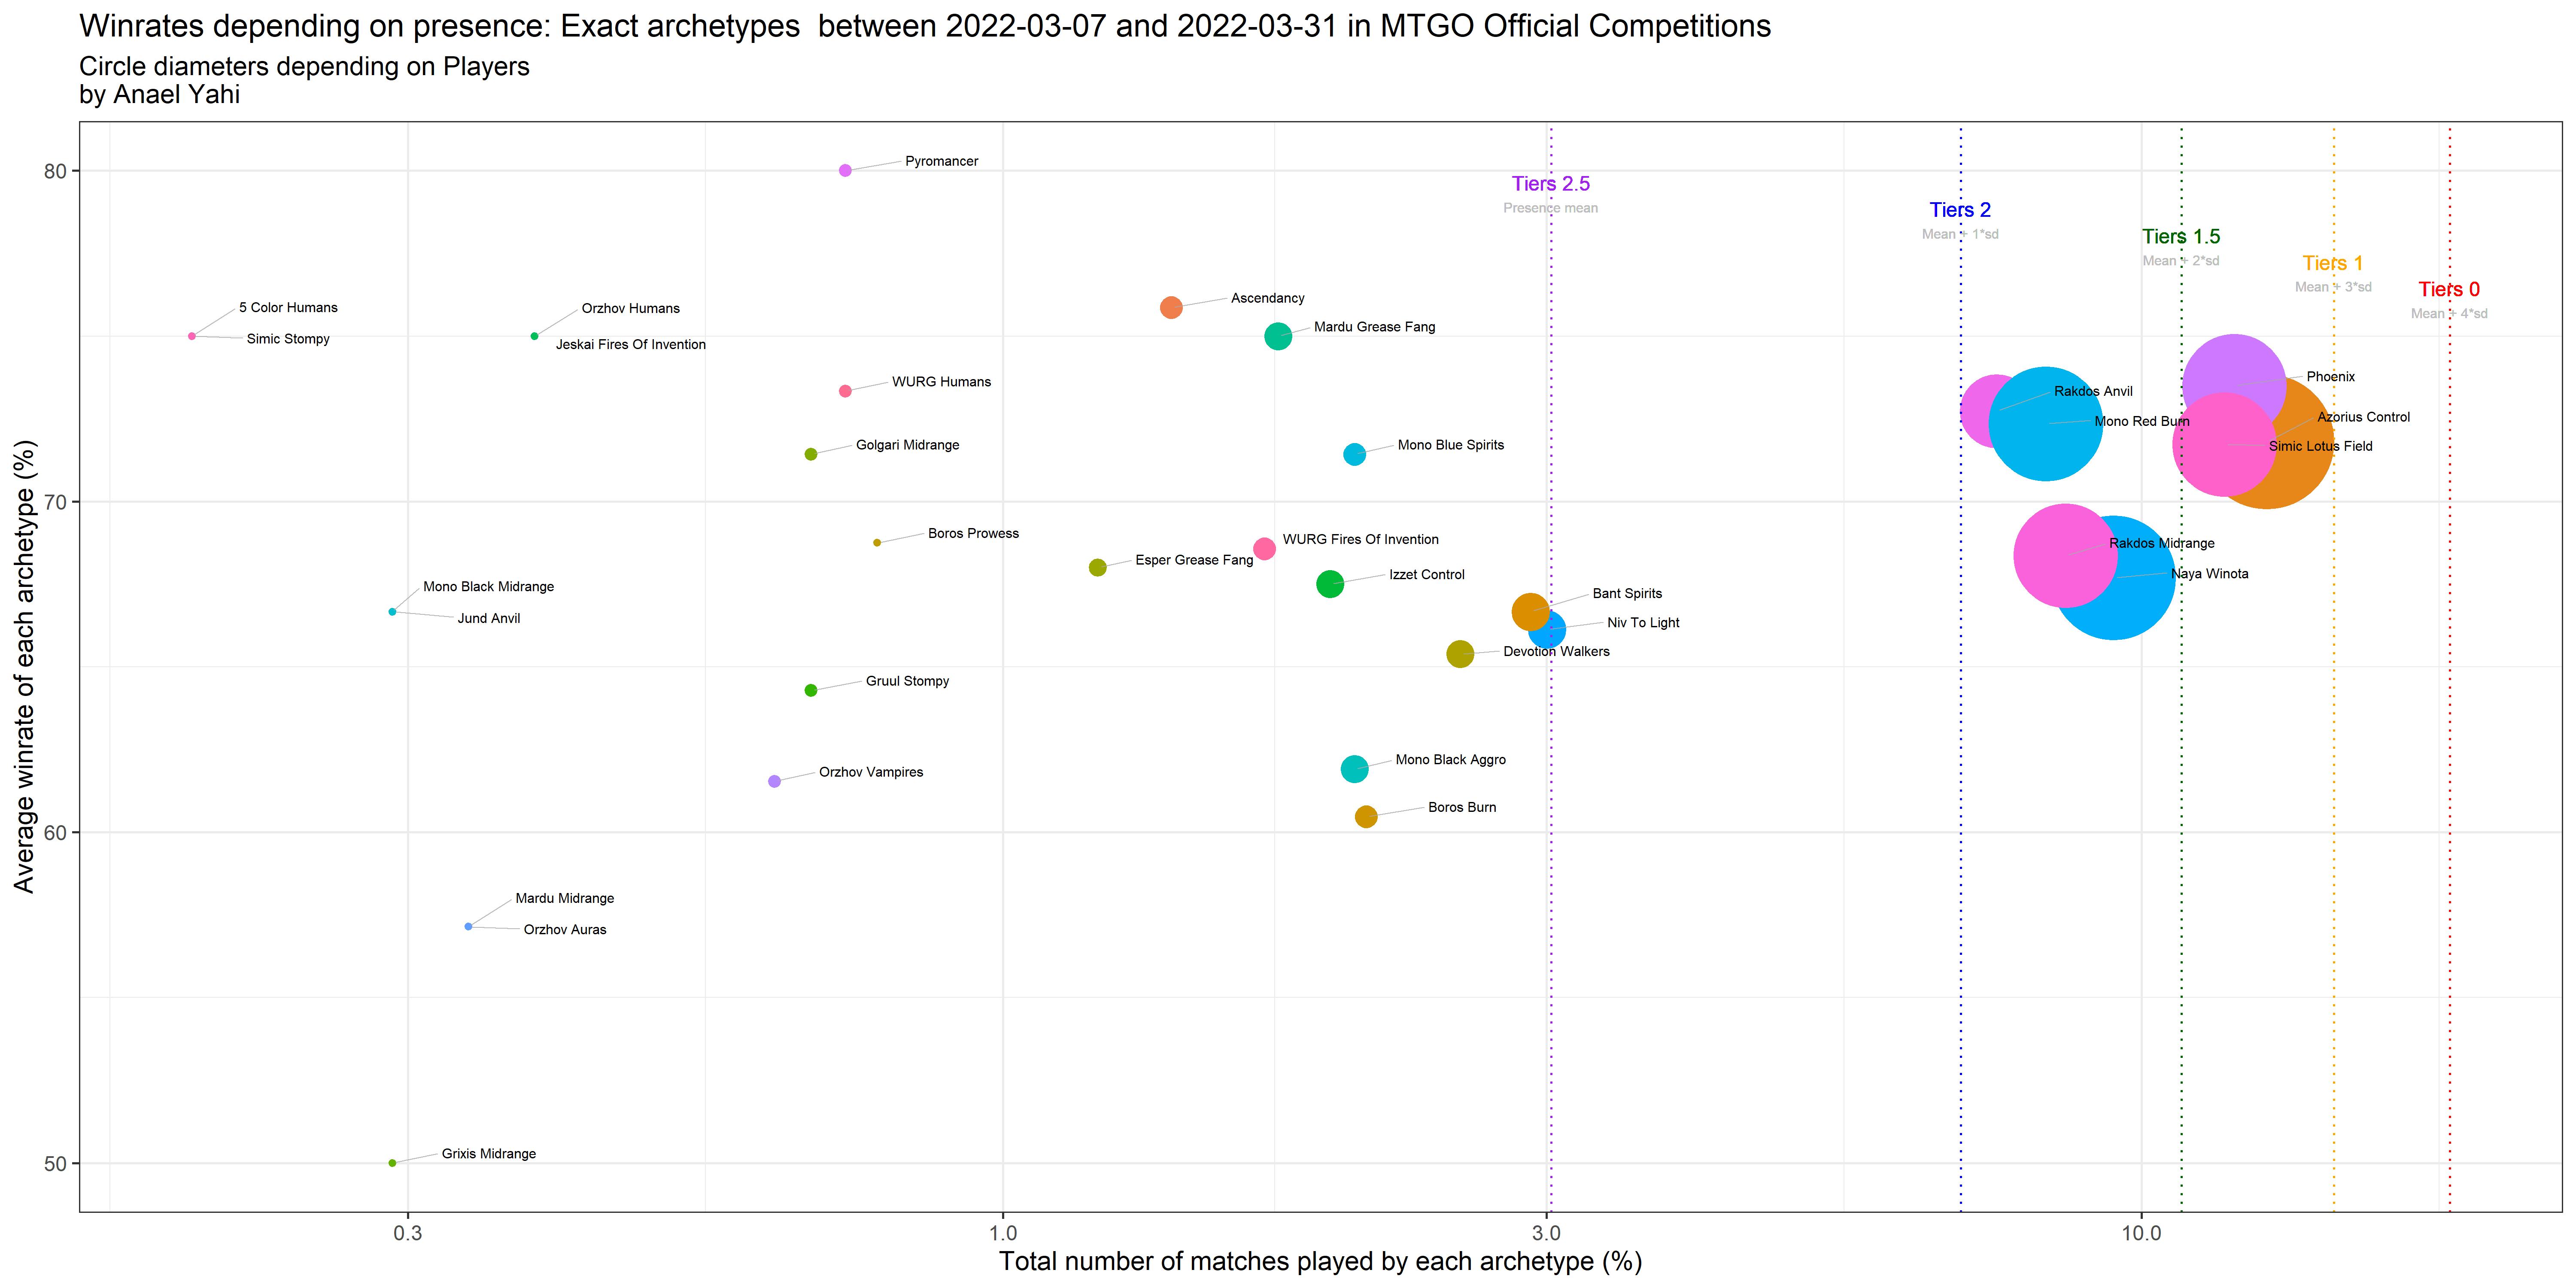 Winrates depending on presence: Exact archetypes  between 2022-03-07 and 2022-03-31 in MTGO Official Competitions
Circle diameters depending on Players
by Anael Yahi
Average winrate of each archetype (%)
80
70
60
50
Pyromancer
Tiers 2.5
Presence mean
Tiers 2
Mean + 1*sd
Tiers 1.5
Mean + 2*sd
Tiers 1
Mean + 3*sd
Tiers 0
Mean + 4*sd
5 Color Humans
Simic Stompy
Orzhov Humans
Jeskai Fires Of Invention
Ascendancy
Mardu Grease Fang
WURG Humans
Phoenix
Rakdos Anvil
Azorius Control
Mono Red Burn
Simic Lotus Field
Golgari Midrange
Mono Blue Spirits
Boros Prowess
WURG Fires Of Invention
Rakdos Midrange
Esper Grease Fang
Izzet Control
Naya Winota
Mono Black Midrange
Jund Anvil
Bant Spirits
Niv To Light
Devotion Walkers
Gruul Stompy
Orzhov Vampires
Mono Black Aggro
Boros Burn
Mardu Midrange
Orzhov Auras
Grixis Midrange
0.3
1.0
3.0
10.0
Total number of matches played by each archetype (%)